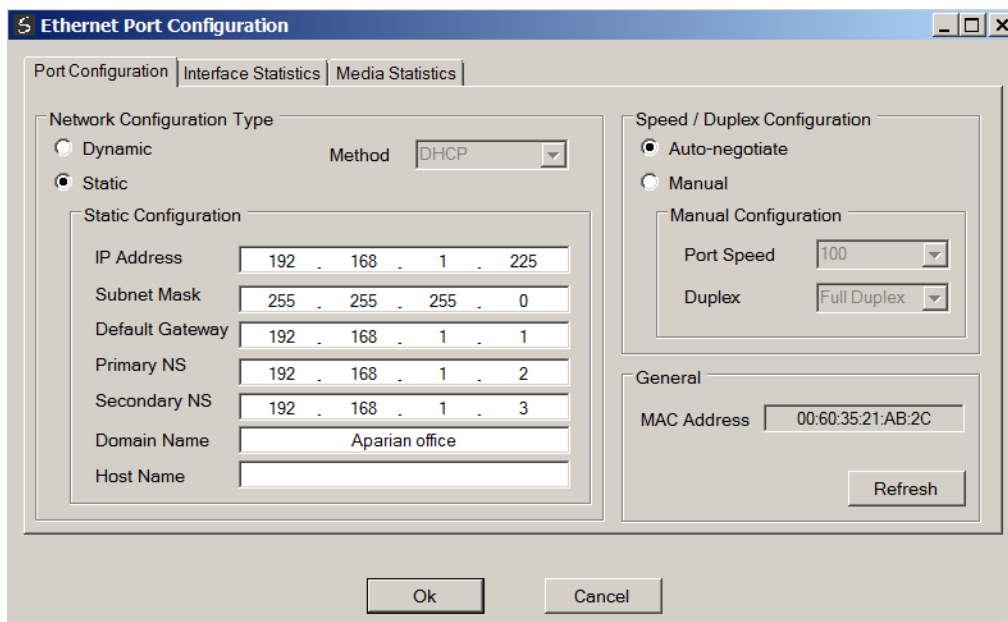 Ethernet Port Configuration
Port Configuration Interface Statistics Media Statistics
Network Configuration Type
Dynamic
Method DHCP
Static
Static Configuration
IP Address 192 . 168 . 1 . 225
Subnet Mask 255 . 255 . 255 . 0
Default Gateway 192 . 168 . 1 . 1
Primary NS 192 . 168 . 1 . 2
Secondary NS 192 . 168 . 1 . 3
Domain Name Aparian office
Host Name
Speed / Duplex Configuration
Auto-negotiate
Manual
Manual Configuration
Port Speed 100
Duplex Full Duplex
General
MAC Address 00:60:35:21:AB:2C
Refresh
Ok Cancel